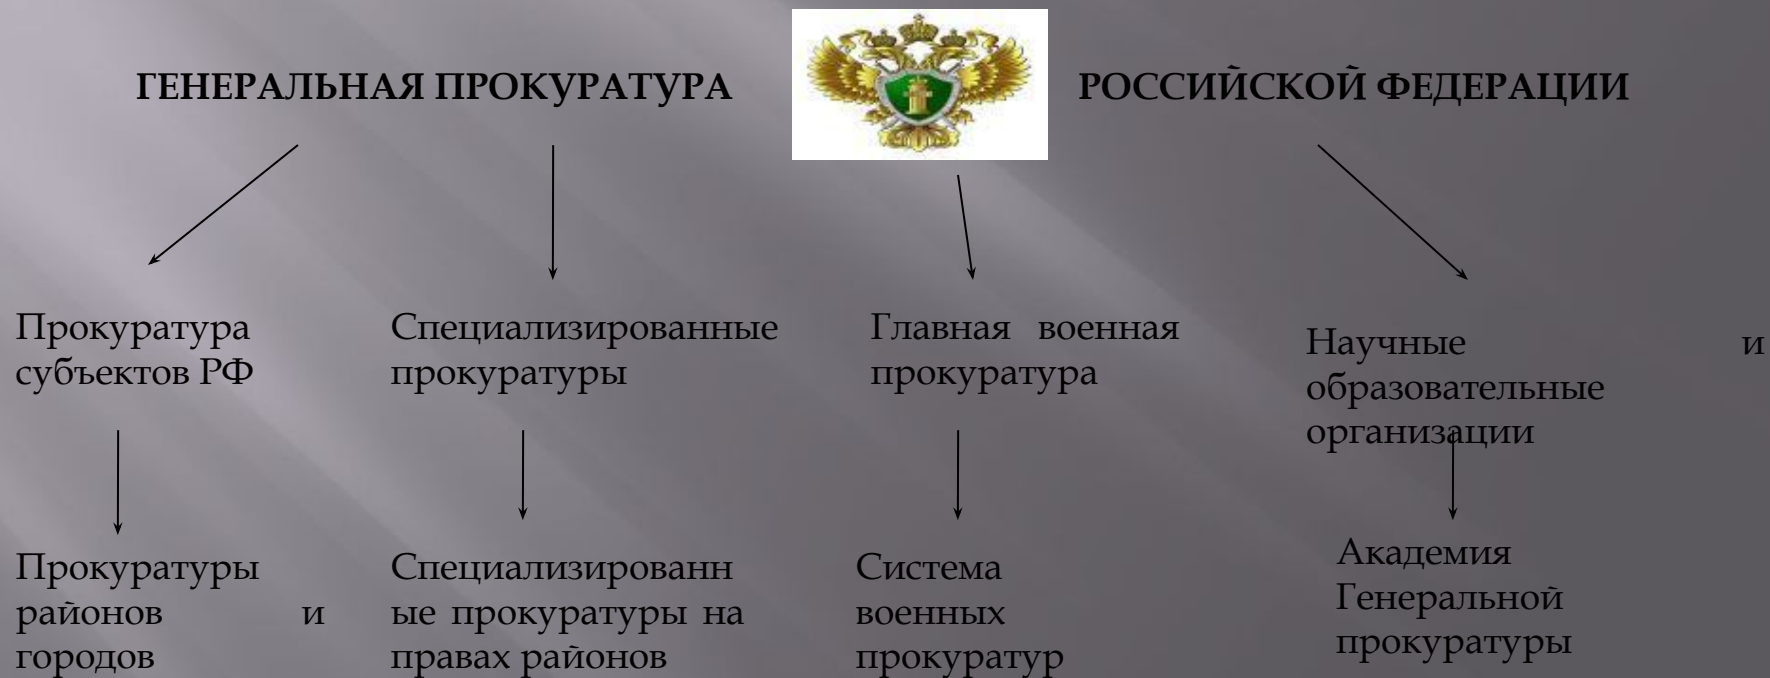 ГЕНЕРАЛЬНАЯ ПРОКУРАТУРА РОССИЙСКОЙ ФЕДЕРАЦИИ
Прокуратура
субъектов РФ
Специализированные
прокуратуры
Главная военная
прокуратура
Научные и
образовательные
организации
Прокуратуры
районов и
городов
Специализированн
ые прокуратуры на
правах районов
Система
военных
прокуратур
Академия
Генеральной
прокуратуры